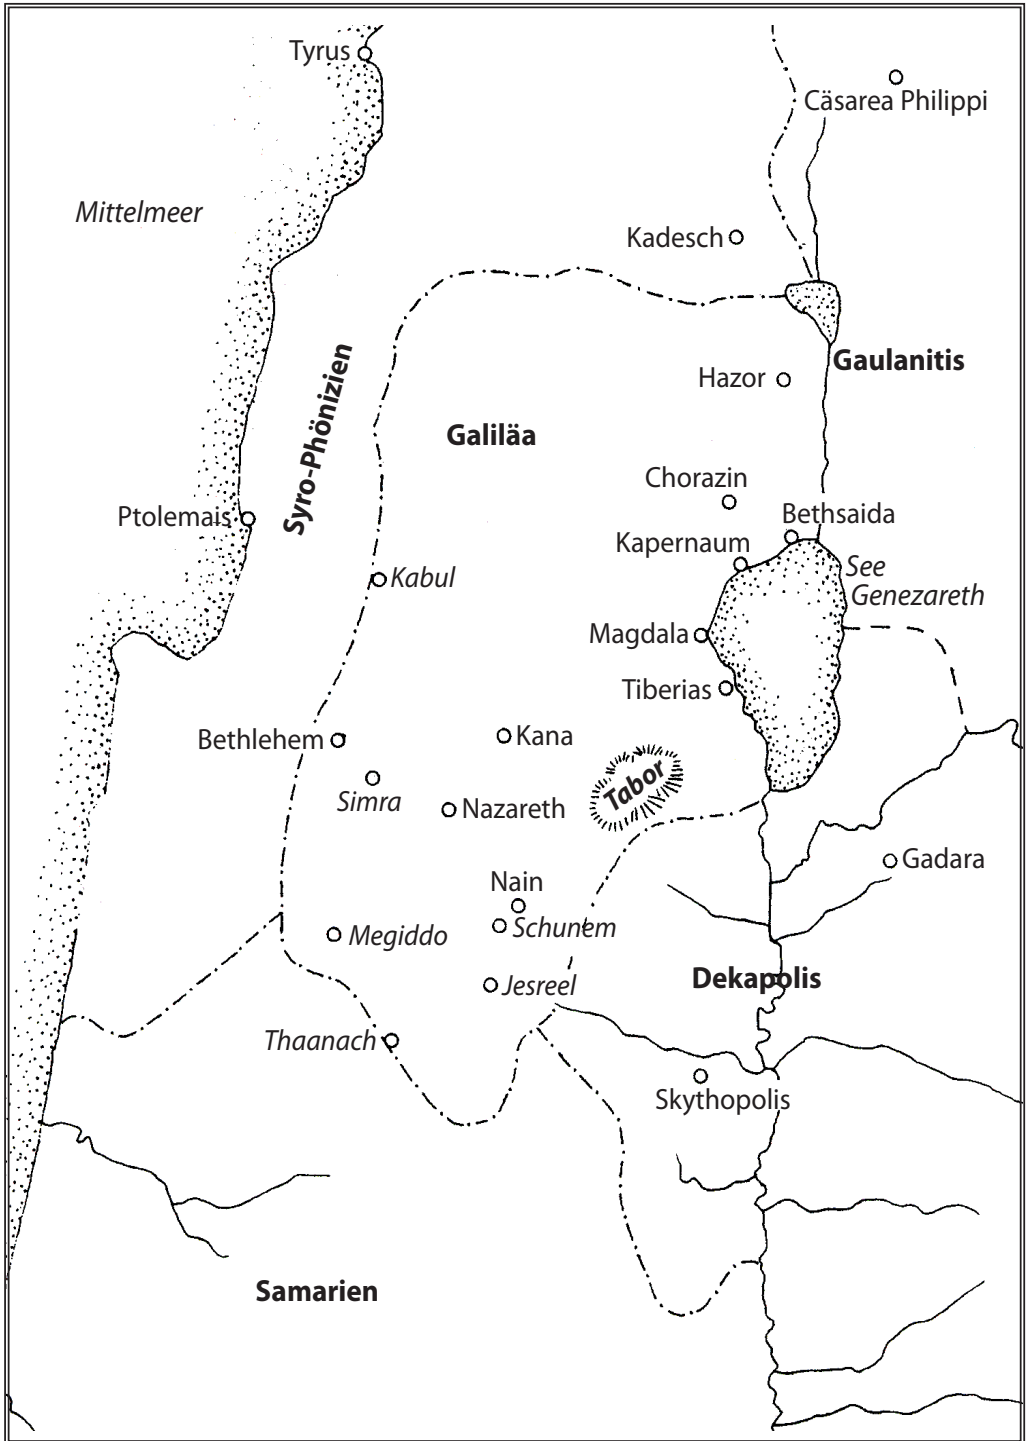 Tyrus
Cäsarea Philippi
Mittelmeer
Kadesch
Syro-Phönizien
Gaulanitis
Hazor
Galiläa
Chorazin
Ptolemais
Bethsaida
Kapernaum
See
Genezareth
Kabul
Magdala
Tiberias
Bethlehem
Kana
Tabor
Simra
Nazareth
Gadara
Nain
Schunem
Megiddo
Dekapolis
Jesreel
Thaanach
Skythopolis
Samarien